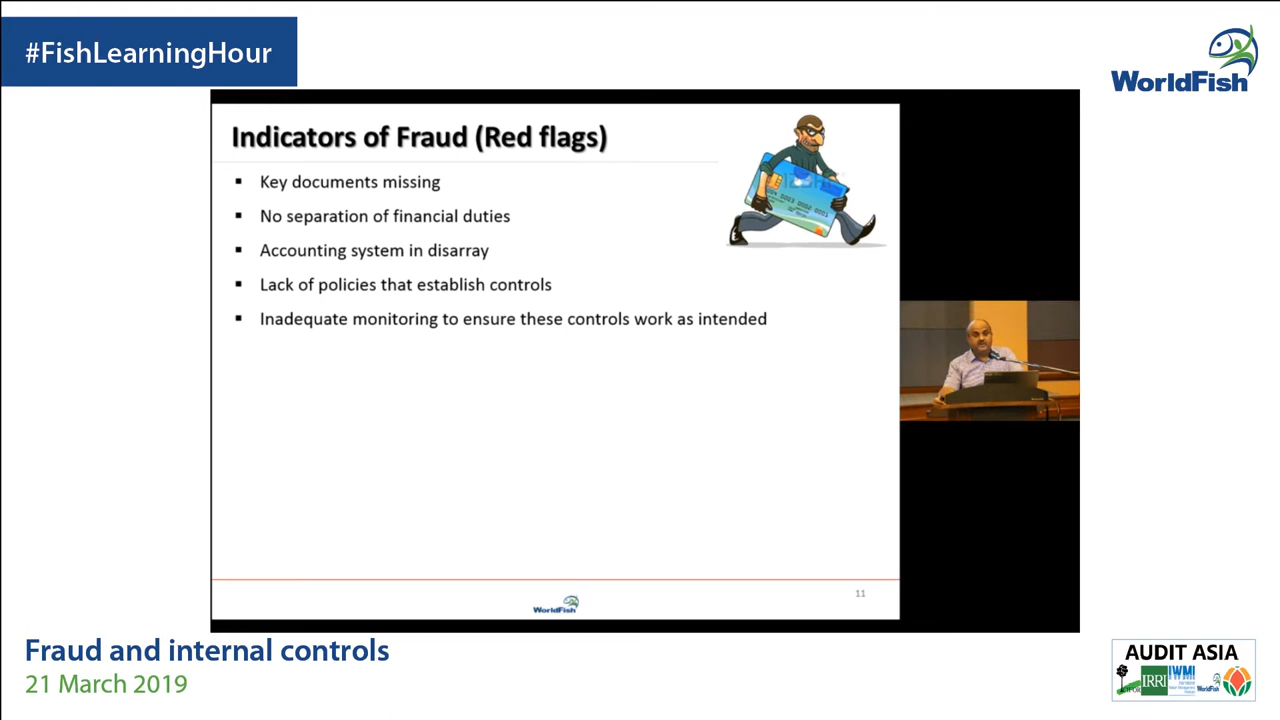 #FishLearningHour
WorldFish
Indicators of Fraud (Red flags)
▪ Key documents missing
▪ No separation of financial duties
▪ Accounting system in disarray
▪ Lack of policies that establish controls
▪ Inadequate monitoring to ensure these controls work as intended
WorldFish
11
Fraud and internal controls
21 March 2019
AUDIT ASIA
IRRI
IWMI
WorldFish